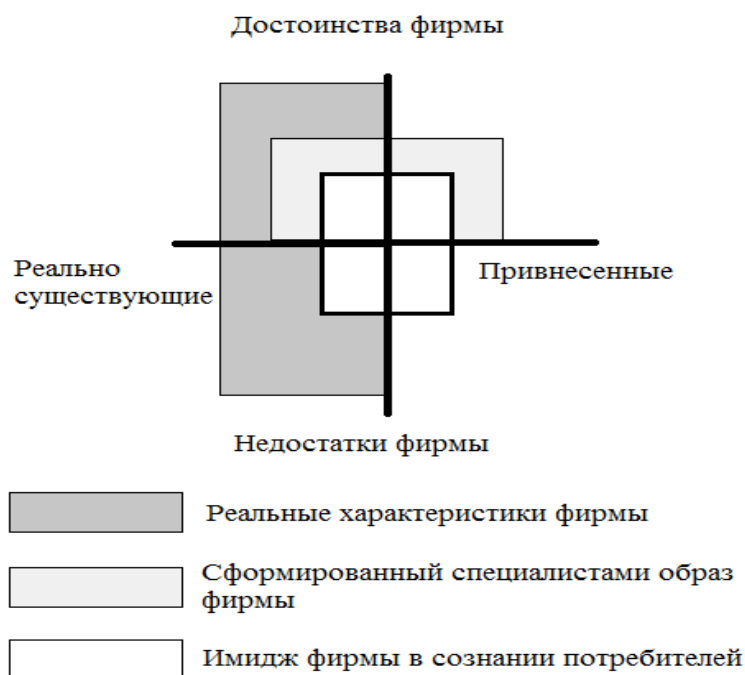 Достоинства фирмы
Реально
существующие
Привнесенные
Недостатки фирмы
Реальные характеристики фирмы
Сформированный специалистами образ
фирмы
Имидж фирмы в сознании потребителей